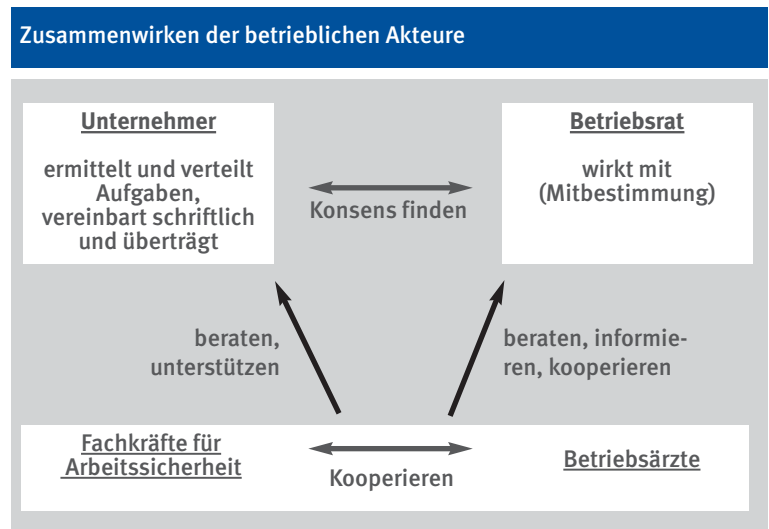 Zusammenwirken der betrieblichen Akteure
Unternehmer
ermittelt und verteilt
Aufgaben,
vereinbart schriftlich
und überträgt
Konsens finden
Betriebsrat
wirkt mit
(Mitbestimmung)
beraten,
unterstützen
beraten, informie-
ren, kooperieren
Fachkräfte für
Arbeitssicherheit
Kooperieren
Betriebsärzte